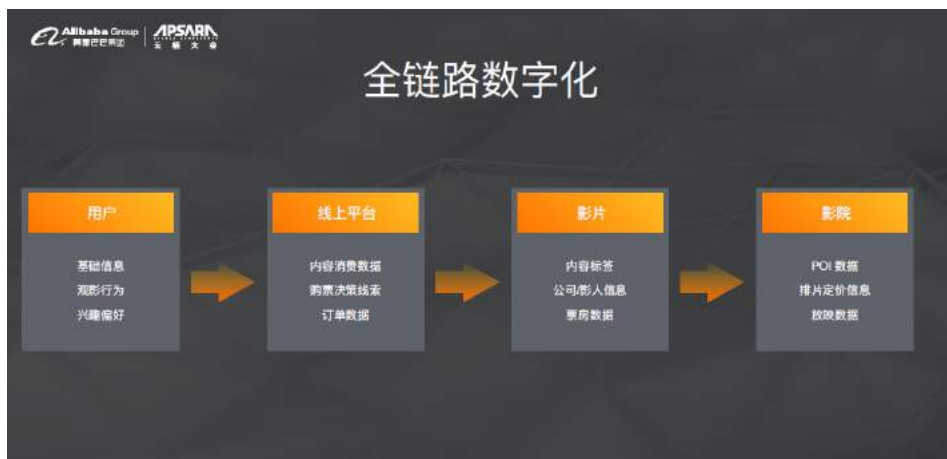 Alibaba Group
阿里巴巴集团
APSARA
云栖大会
全链路数字化
用户
基础信息
观影行为
兴趣偏好
线上平台
内容消费数据
购票决策线索
订单数据
影片
内容标签
公司/影人信息
票房数据
影院
POI 数据
排片定价信息
放映数据